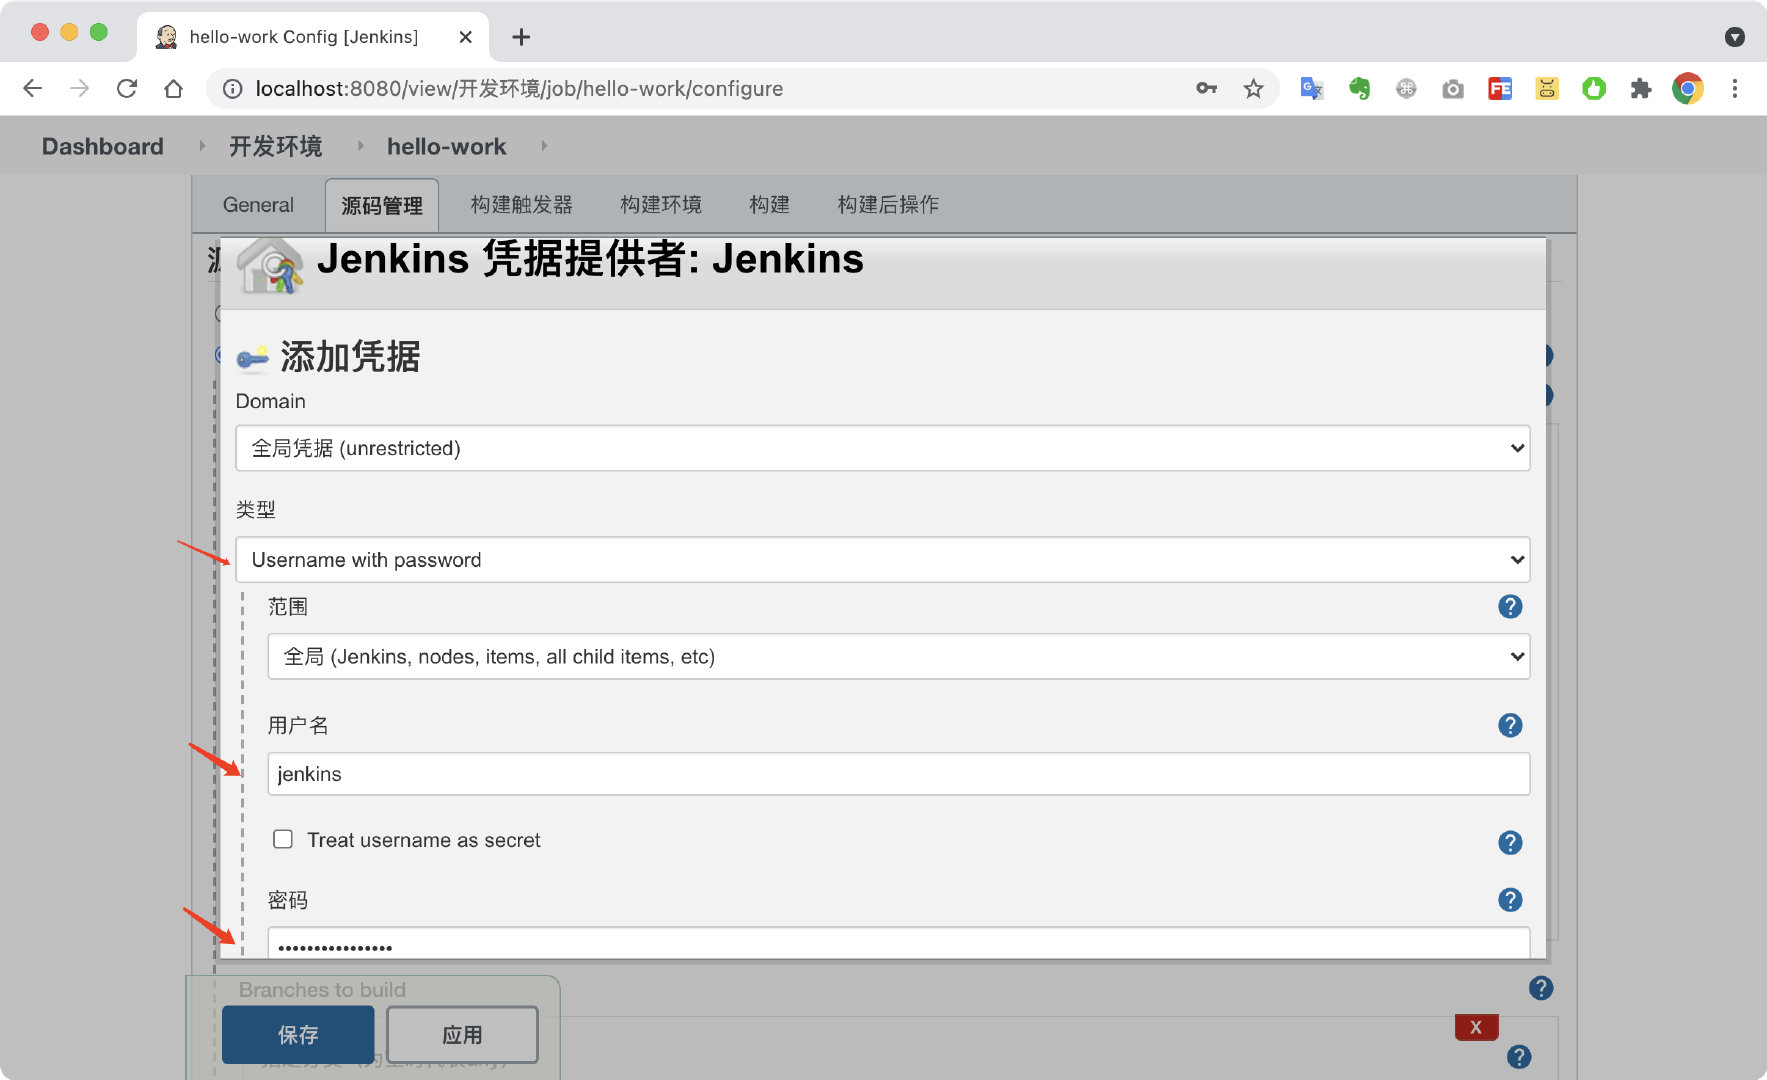 hello-work Config [Jenkins]
localhost:8080/view/开发环境/job/hello-work/configure
FE
Dashboard 开发环境 hello-work
General 源码管理 构建触发器 构建环境 构建 构建后操作
源
Jenkins 凭据提供者: Jenkins
添加凭据
Domain
全局凭据 (unrestricted)
类型
Username with password
范围
全局 (Jenkins, nodes, items, all child items, etc)
用户名
jenkins
Treat username as secret
密码
••••••••••••••••
Branches to build
保存 应用
X